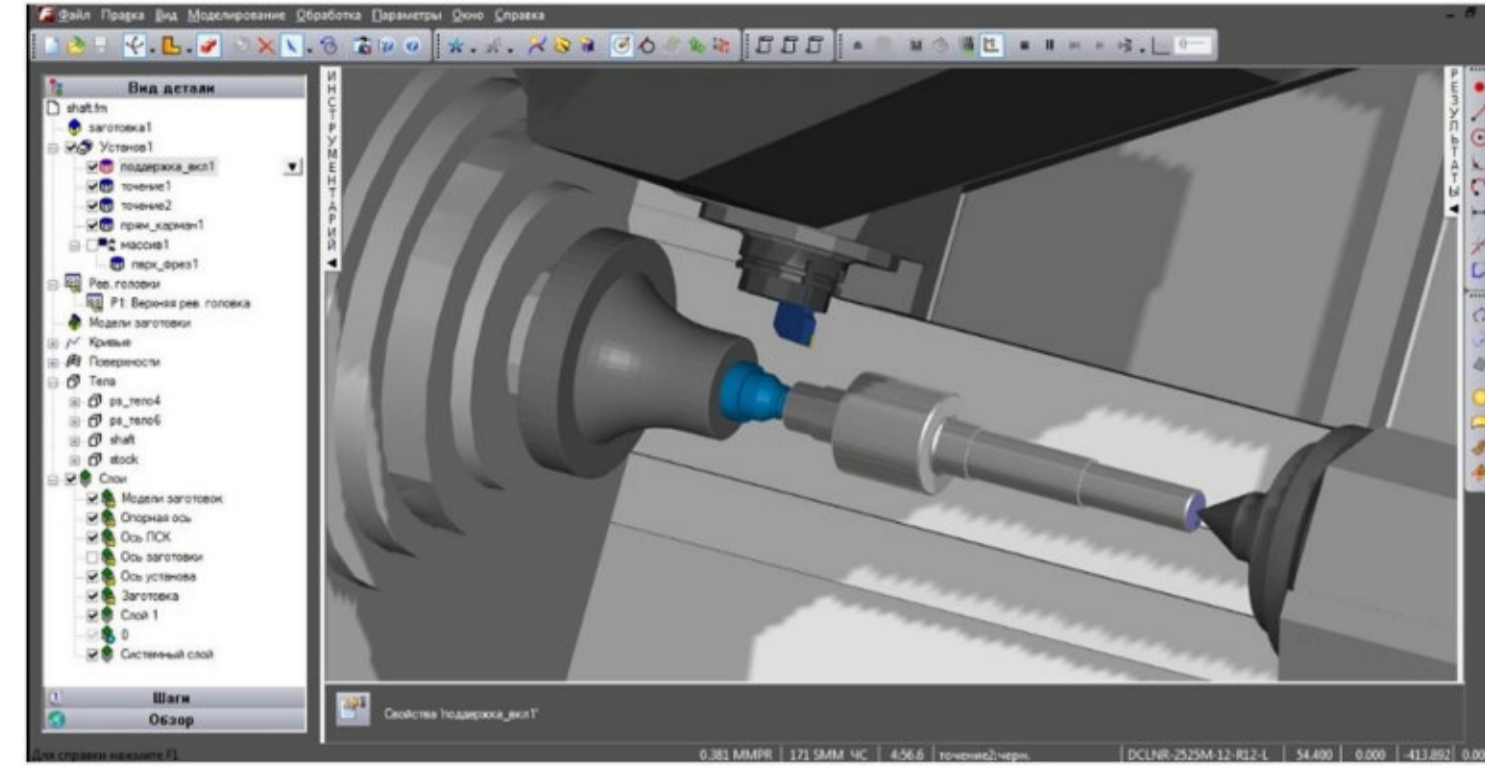 Файл Правка Вид Моделирование Обработка Параметры Окно Справка
Вид детали
shaft.fm
заготовка1
Установ1
поддержка_вкл1
точение1
точение2
прям_карман1
массив1
перх_фрез1
Рев. головки
P1: Верхняя рев. головка
Модели заготовки
Кривые
Поверхности
Тела
ps_тело4
ps_тело6
shaft
stock
Слои
Модели заготовок
Опорная ось
Ось ПСК
Ось заготовки
Ось установа
Заготовка
Слой 1
0
Системный слой
Шаги
Обзор
ИНСТРУМЕНТАРИЙ
РЕЗУЛЬТАТЫ
Свойства 'поддержка_вкл1'
Для справки нажмите F1
0.381 MMPR 171 SMM ЧС 4:56.6 точение2:черн. DCLNR-2525M-12-R12-L 54.400 0.000 -413.892 0.00